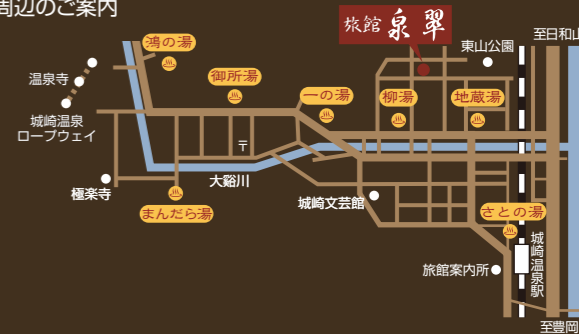 周辺のご案内
旅館 泉翠
至日和山
東山公園
鴻の湯
御所湯
一の湯
柳湯
地蔵湯
温泉寺
城崎温泉
ロープウェイ
〒
大谿川
極楽寺
まんだら湯
城崎文芸館
さとの湯
城崎温泉駅
旅館案内所
至豊岡